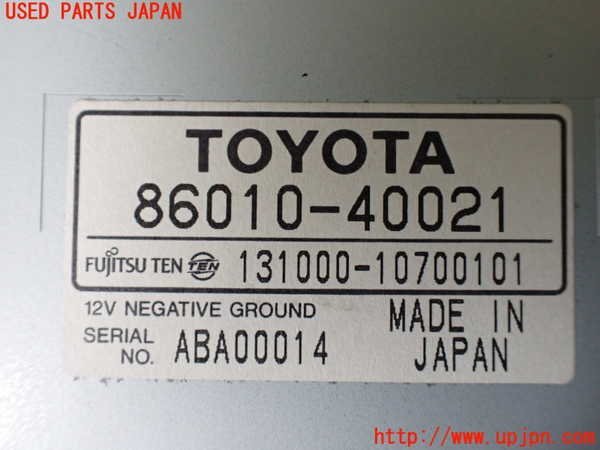 USED PARTS JAPAN
TOYOTA
86010-40021
FUJITSU TEN TEN 131000-10700101
12V NEGATIVE GROUND
SERIAL NO. ABA00014
MADE IN JAPAN
http://www.upjpn.com/